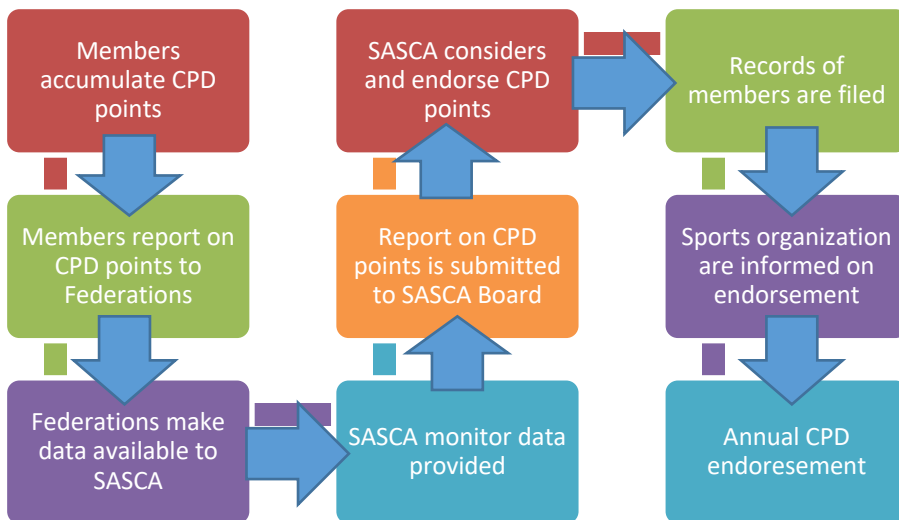 Members
accumulate CPD
points
Members report on
CPD points to
Federations
Federations make
data available to
SASCA
SASCA monitor data
provided
Report on CPD
points is submitted
to SASCA Board
SASCA considers
and endorse CPD
points
Records of
members are filed
Sports organization
are informed on
endorsement
Annual CPD
endoresement